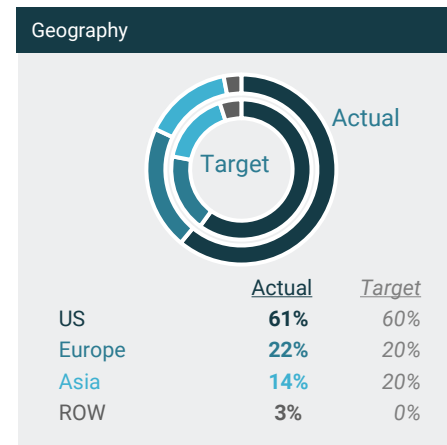 Geography
Actual
Target
Actual Target
US 61% 60%
Europe 22% 20%
Asia 14% 20%
ROW 3% 0%